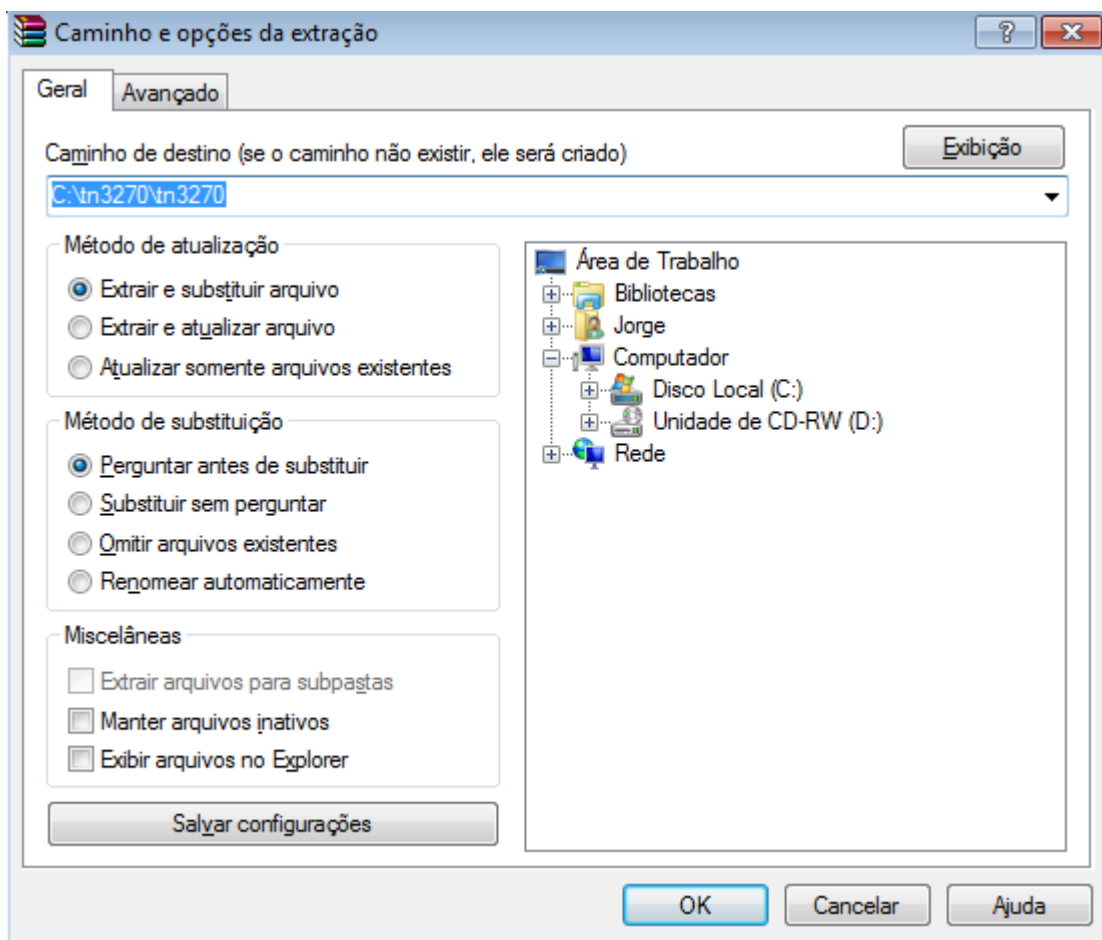 Caminho e opções da extração
Geral
Avançado
Caminho de destino (se o caminho não existir, ele será criado)
Exibição
C:\tn3270\tn3270
Método de atualização
Extrair e substituir arquivo
Extrair e atualizar arquivo
Atualizar somente arquivos existentes
Método de substituição
Perguntar antes de substituir
Substituir sem perguntar
Omitir arquivos existentes
Renomear automaticamente
Miscelâneas
Extrair arquivos para subpastas
Manter arquivos inativos
Exibir arquivos no Explorer
Salvar configurações
Área de Trabalho
Bibliotecas
Jorge
Computador
Disco Local (C:)
Unidade de CD-RW (D:)
Rede
OK
Cancelar
Ajuda